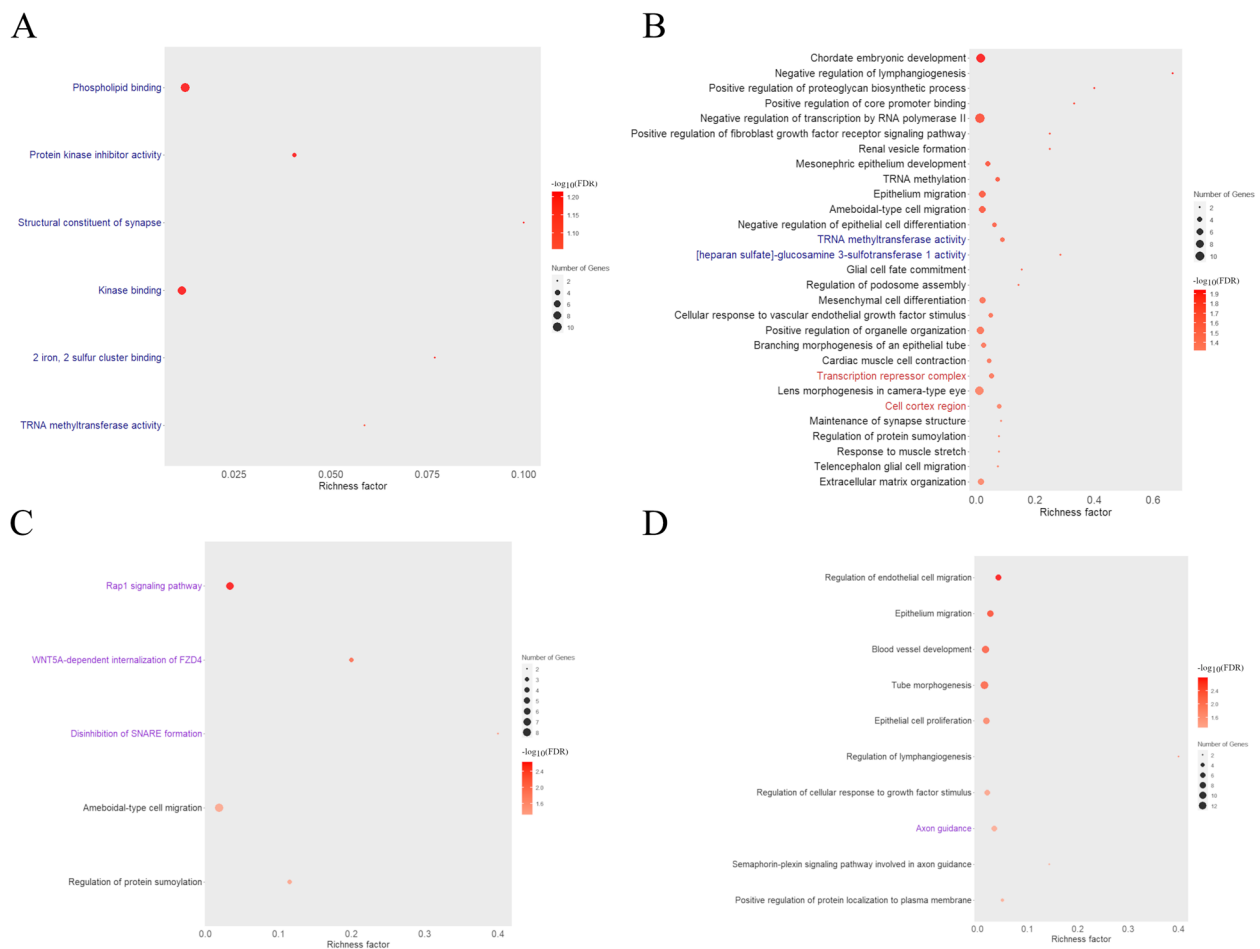 A
Phospholipid binding
Protein kinase inhibitor activity
Structural constituent of synapse
Kinase binding
2 iron, 2 sulfur cluster binding
TRNA methyltransferase activity
0.025 0.050 0.075 0.100
Richness factor
-log10(FDR)
1.20
1.15
1.10
Number of Genes
2
4
6
8
10
B
Chordate embryonic development
Negative regulation of lymphangiogenesis
Positive regulation of proteoglycan biosynthetic process
Positive regulation of core promoter binding
Negative regulation of transcription by RNA polymerase II
Positive regulation of fibroblast growth factor receptor signaling pathway
Renal vesicle formation
Mesonephric epithelium development
TRNA methylation
Epithelium migration
Ameboidal-type cell migration
Negative regulation of epithelial cell differentiation
TRNA methyltransferase activity
[heparan sulfate]-glucosamine 3-sulfotransferase 1 activity
Glial cell fate commitment
Regulation of podosome assembly
Mesenchymal cell differentiation
Cellular response to vascular endothelial growth factor stimulus
Positive regulation of organelle organization
Branching morphogenesis of an epithelial tube
Cardiac muscle cell contraction
Transcription repressor complex
Lens morphogenesis in camera-type eye
Cell cortex region
Maintenance of synapse structure
Regulation of protein sumoylation
Response to muscle stretch
Telencephalon glial cell migration
Extracellular matrix organization
0.0 0.2 0.4 0.6
Richness factor
Number of Genes
2
4
6
8
10
-log10(FDR)
1.9
1.8
1.7
1.6
1.5
1.4
C
Rap1 signaling pathway
WNT5A-dependent internalization of FZD4
Disinhibition of SNARE formation
Ameboidal-type cell migration
Regulation of protein sumoylation
0.0 0.1 0.2 0.3 0.4
Richness factor
Number of Genes
2
3
4
5
6
7
8
-log10(FDR)
2.4
2.0
1.6
D
Regulation of endothelial cell migration
Epithelium migration
Blood vessel development
Tube morphogenesis
Epithelial cell proliferation
Regulation of lymphangiogenesis
Regulation of cellular response to growth factor stimulus
Axon guidance
Semaphorin-plexin signaling pathway involved in axon guidance
Positive regulation of protein localization to plasma membrane
0.0 0.1 0.2 0.3 0.4
Richness factor
-log10(FDR)
2.4
2.0
1.6
Number of Genes
2
4
6
8
10
12